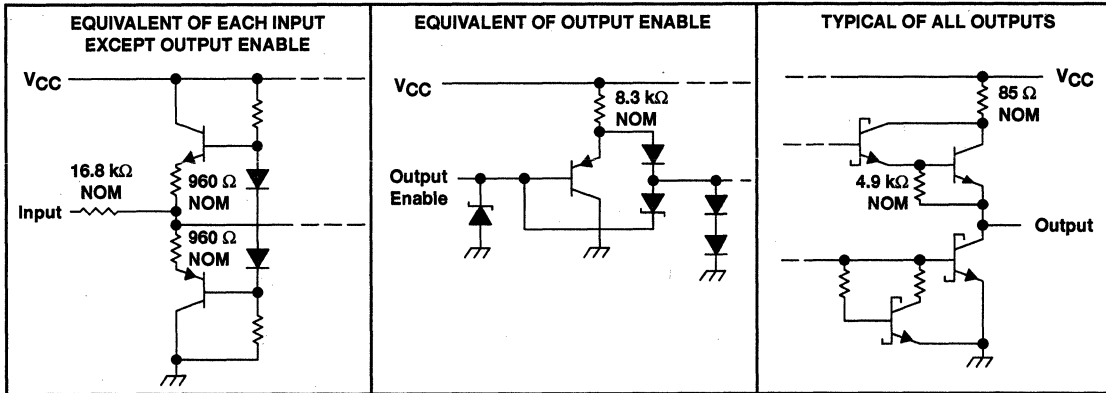 EQUIVALENT OF EACH INPUT
EXCEPT OUTPUT ENABLE
VCC
16.8 kΩ
NOM
Input
960 Ω
NOM
960 Ω
NOM
EQUIVALENT OF OUTPUT ENABLE
VCC
8.3 kΩ
NOM
Output
Enable
TYPICAL OF ALL OUTPUTS
VCC
85 Ω
NOM
4.9 kΩ
NOM
Output